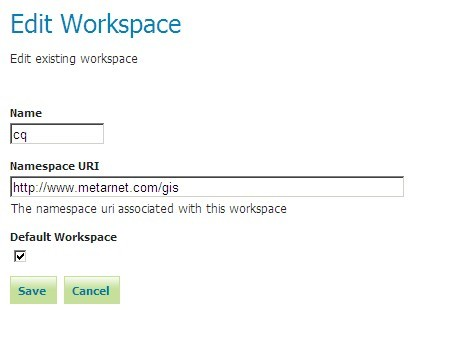 Edit Workspace
Edit existing workspace
Name
cq
Namespace URI
http://www.metarnet.com/gis
The namespace uri associated with this workspace
Default Workspace
Save Cancel